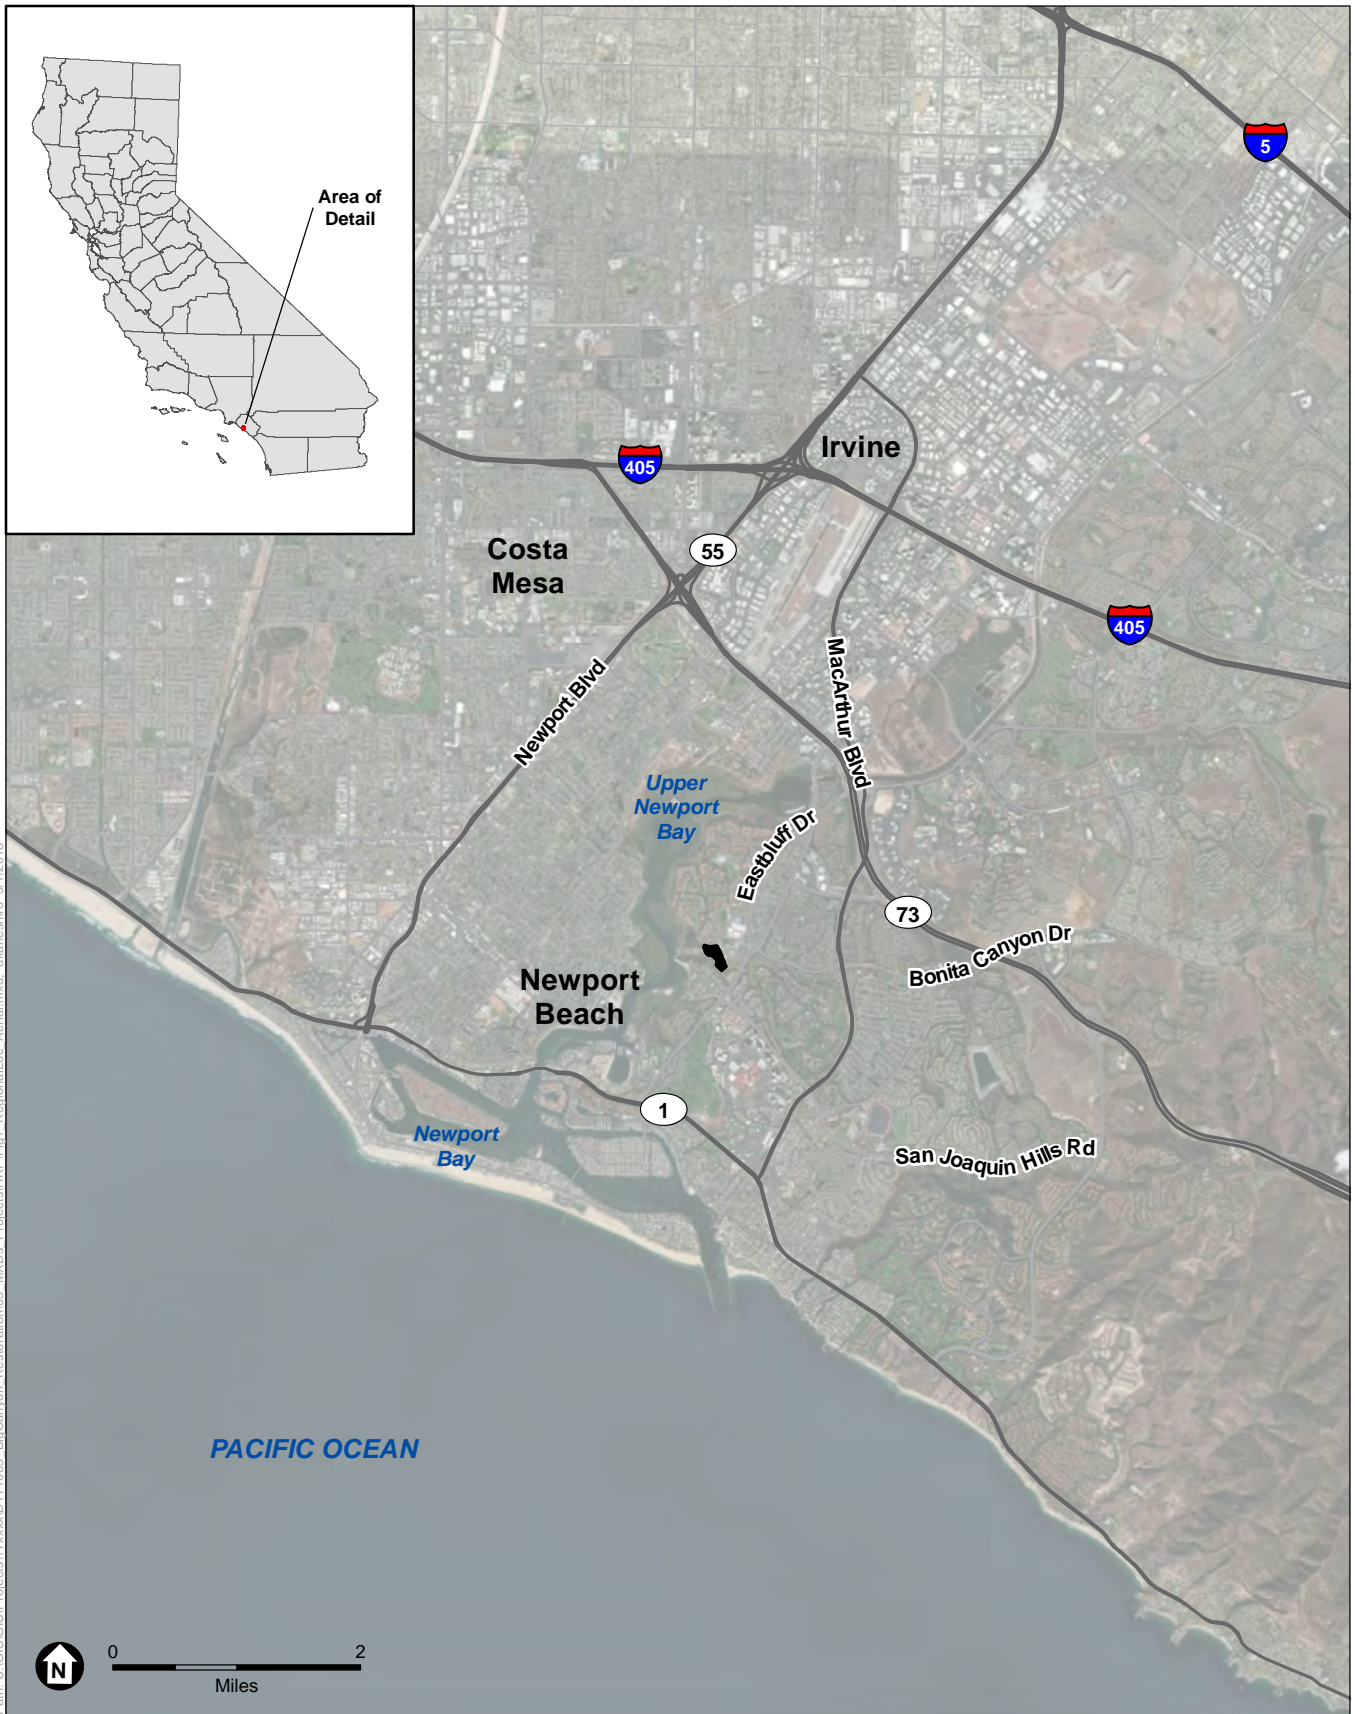 Area of
Detail
5
405
Irvine
Costa
Mesa
55
405
MacArthur Blvd
Newport Blvd
Upper
Newport
Bay
Eastbluff Dr
73
Bonita Canyon Dr
Newport
Beach
1
Newport
Bay
San Joaquin Hills Rd
PACIFIC OCEAN
N
0 2
Miles